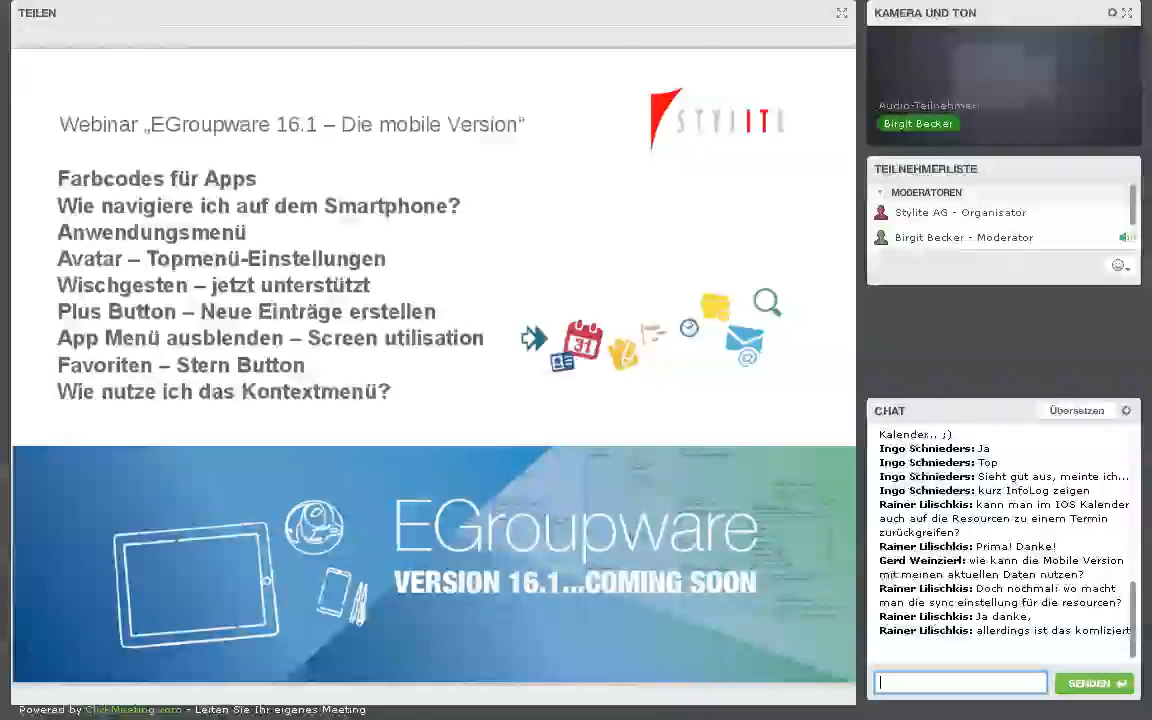 TEILEN
Webinar „EGroupware 16.1 – Die mobile Version“
STYLITE
Farbcodes für Apps
Wie navigiere ich auf dem Smartphone?
Anwendungsmenü
Avatar – Topmenü-Einstellungen
Wischgesten – jetzt unterstützt
Plus Button – Neue Einträge erstellen
App Menü ausblenden – Screen utilisation
Favoriten – Stern Button
Wie nutze ich das Kontextmenü?
31
@
EGroupware
VERSION 16.1...COMING SOON
Powered by ClickMeeting.com - Leiten Sie Ihr eigenes Meeting
KAMERA UND TON
Audio-Teilnehmer
Birgit Becker
TEILNEHMERLISTE
MODERATOREN
Stylite AG - Organisator
Birgit Becker - Moderator
CHAT
Übersetzen
Kalender.. ;)
Ingo Schnieders: Ja
Ingo Schnieders: Top
Ingo Schnieders: Sieht gut aus, meinte ich...
Ingo Schnieders: kurz InfoLog zeigen
Rainer Lilischkis: kann man im IOS Kalender
auch auf die Resourcen zu einem Termin
zurückgreifen?
Rainer Lilischkis: Prima! Danke!
Gerd Weinzierl: wie kann die Mobile Version
mit meinen aktuellen Daten nutzen?
Rainer Lilischkis: Doch nochmal: wo macht
man die sync einstellung für die resourcen?
Rainer Lilischkis: Ja danke,
Rainer Lilischkis: allerdings ist das komliziert
SENDEN